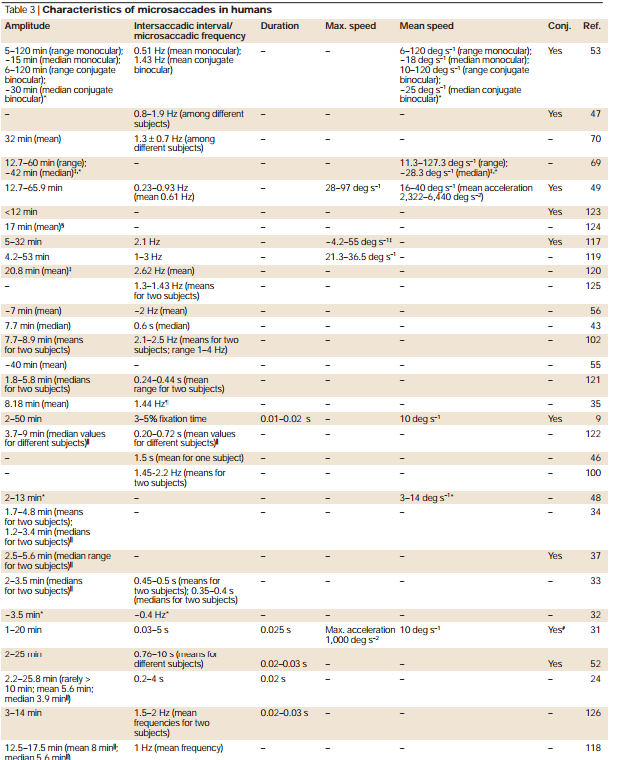 Table 3 | Characteristics of microsaccades in humans
Amplitude Intersaccadic interval/ Duration Max. speed Mean speed Conj. Ref.
microsaccadic frequency
5–120 min (range monocular); 0.51 Hz (mean monocular); – – 6–120 deg s–1 (range monocular); Yes 53
~15 min (median monocular); 1.43 Hz (mean conjugate ~18 deg s–1 (median monocular);
6–120 min (range conjugate binocular) 10–120 deg s–1 (range conjugate
binocular); binocular);
~30 min (median conjugate ~25 deg s–1 (median conjugate
binocular)* binocular)*
– 0.8–1.9 Hz (among different – – – Yes 47
subjects)
32 min (mean) 1.3 ± 0.7 Hz (among – – – – 70
different subjects)
12.7–60 min (range); – – – 11.3–127.3 deg s–1 (range); – 69
~42 min (median)‡,* ~28.3 deg s–1 (median)‡,*
12.7–65.9 min 0.23–0.93 Hz – 28–97 deg s–1 16–40 deg s–1 (mean acceleration Yes 49
(mean 0.61 Hz) 2,322–6,440 deg s–2)
<12 min – – – – Yes 123
17 min (mean)§ – – – – – 124
5–32 min 2.1 Hz – ~4.2–55 deg s–1‡ – Yes 117
4.2–53 min 1–3 Hz – 21.3–36.5 deg s–1 – – 119
20.8 min (mean)‡ 2.62 Hz (mean) – – – – 120
– 1.3–1.43 Hz (means – – – – 125
for two subjects)
~7 min (mean) ~2 Hz (mean) – – – – 56
7.7 min (median) 0.6 s (median) – – – – 43
7.7–8.9 min (means 2.1–2.5 Hz (means for two – – – – 102
for two subjects) subjects; range 1–4 Hz)
~40 min (mean) – – – – – 55
1.8–5.8 min (medians 0.24–0.44 s (mean – – – – 121
for two subjects) range for two subjects)
8.18 min (mean) 1.44 Hz¶ – – – – 35
2–50 min 3–5% fixation time 0.01–0.02 s – 10 deg s–1 Yes 9
3.7–9 min (median values 0.20–0.72 s (mean values – – – – 122
for different subjects)|| for different subjects)||
– 1.5 s (mean for one subject) – – – – 46
– 1.45-2.2 Hz (means for – – – – 100
two subjects)
2–13 min* – – – 3–14 deg s–1* – 48
1.7–4.8 min (means – – – – – 34
for two subjects);
1.2–3.4 min (medians
for two subjects)||
2.5–5.6 min (median range – – – – Yes 37
for two subjects)||
2–3.5 min (medians 0.45–0.5 s (means for – – – – 33
for two subjects)|| two subjects); 0.35–0.4 s
(medians for two subjects)
~3.5 min* ~0.4 Hz* – – – – 32
1–20 min 0.03–5 s 0.025 s Max. acceleration 10 deg s–1 Yes# 31
1,000 deg s–2
2–25 min 0.76–10 s (means for
different subjects) 0.02–0.03 s – – Yes 52
2.2–25.8 min (rarely > 0.2–4 s 0.02 s – – – 24
10 min; mean 5.6 min;
median 3.9 min||)
3–14 min 1.5–2 Hz (mean 0.02–0.03 s – – – 126
frequencies for two
subjects)
12.5–17.5 min (mean 8 min||; 1 Hz (mean frequency) – – – – 118
median 5.6 min||)